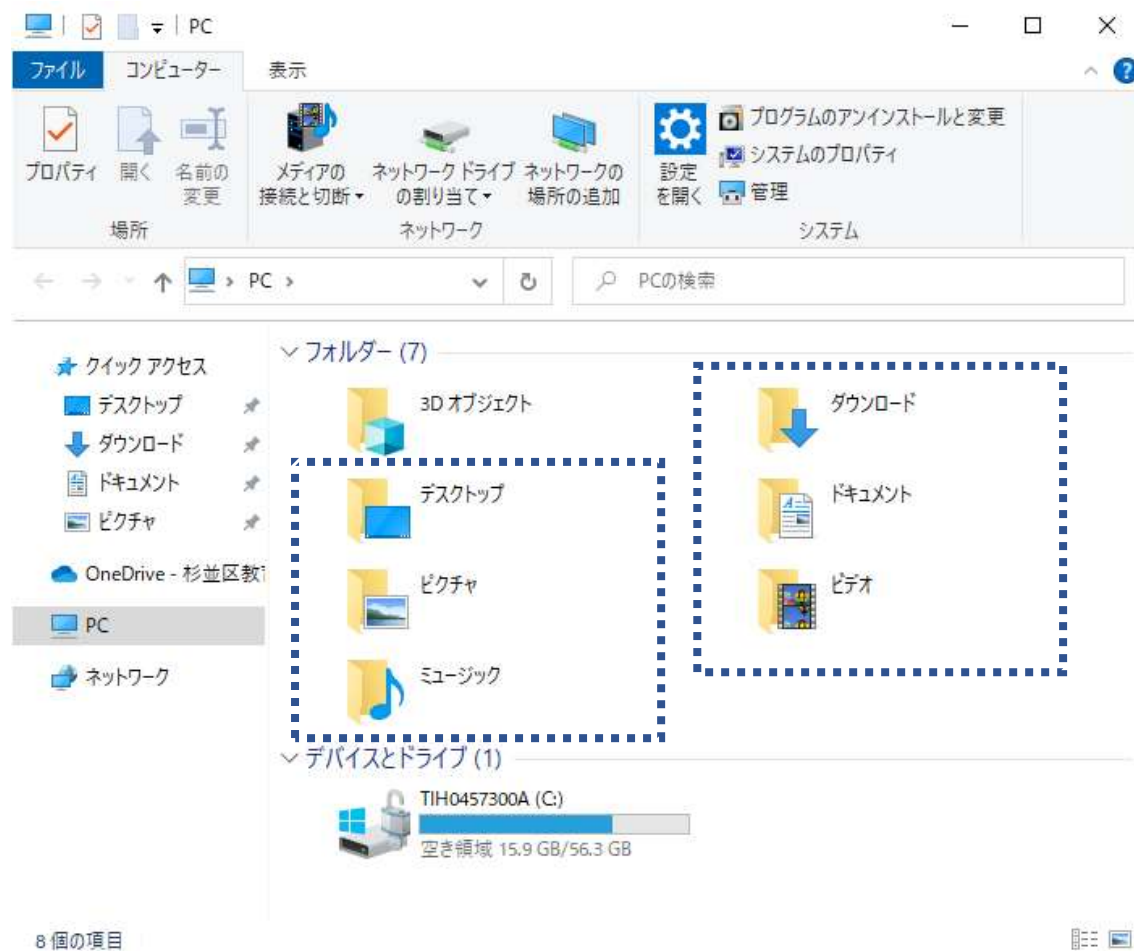 PC
ファイル
コンピューター
表示
プロパティ
開く
名前の
変更
場所
メディアの
接続と切断
ネットワーク ドライブ
の割り当て
ネットワークの
場所の追加
ネットワーク
設定
を開く
プログラムのアンインストールと変更
システムのプロパティ
管理
システム
PC
PCの検索
クイック アクセス
デスクトップ
ダウンロード
ドキュメント
ピクチャ
OneDrive - 杉並区教
PC
ネットワーク
フォルダー (7)
3D オブジェクト
ダウンロード
デスクトップ
ドキュメント
ピクチャ
ビデオ
ミュージック
デバイスとドライブ (1)
TIH0457300A (C:)
空き領域 15.9 GB/56.3 GB
8 個の項目